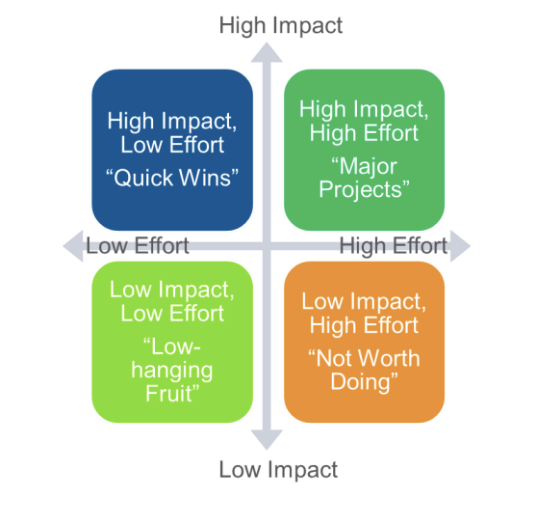 High Impact
High Impact,
Low Effort
“Quick Wins”
High Impact,
High Effort
“Major
Projects”
Low Effort
High Effort
Low Impact,
Low Effort
“Low-
hanging
Fruit”
Low Impact,
High Effort
“Not Worth
Doing”
Low Impact